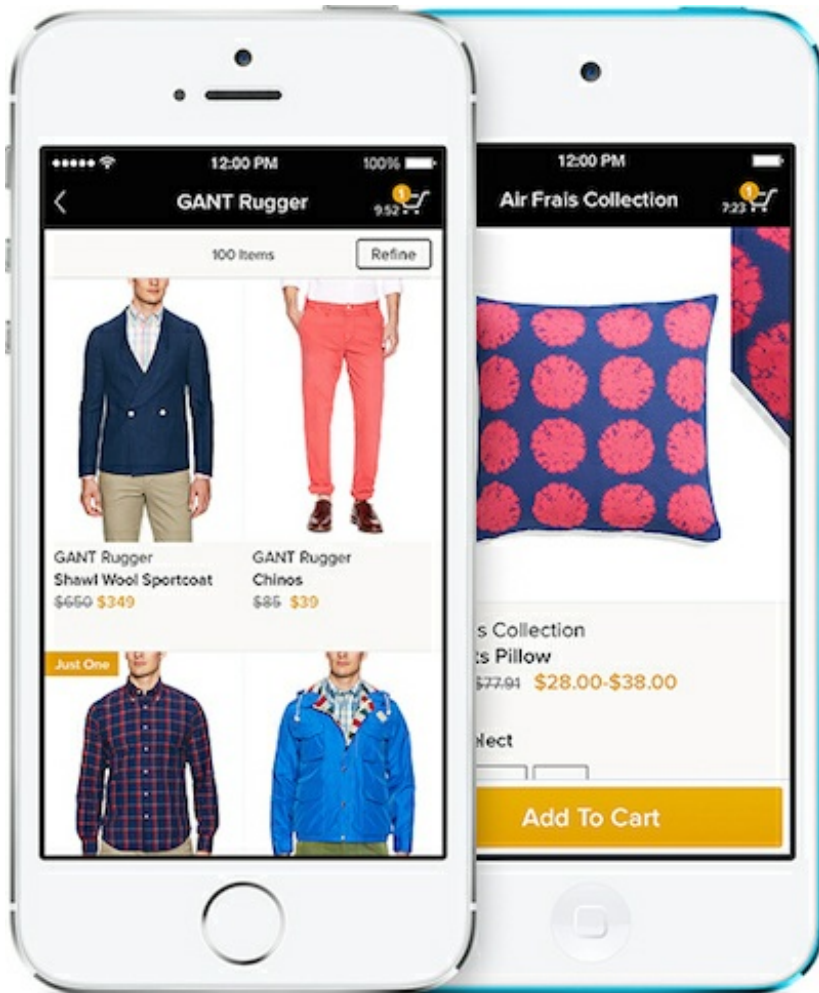 12:00 PM
100%
GANT Rugger
1
9:52
100 Items
Refine
GANT Rugger
Shawl Wool Sportcoat
$650 $349
GANT Rugger
Chinos
$85 $39
Just One
12:00 PM
Air Frais Collection
1
7:23
s Collection
ts Pillow
$77.91 $28.00-$38.00
elect
Add To Cart